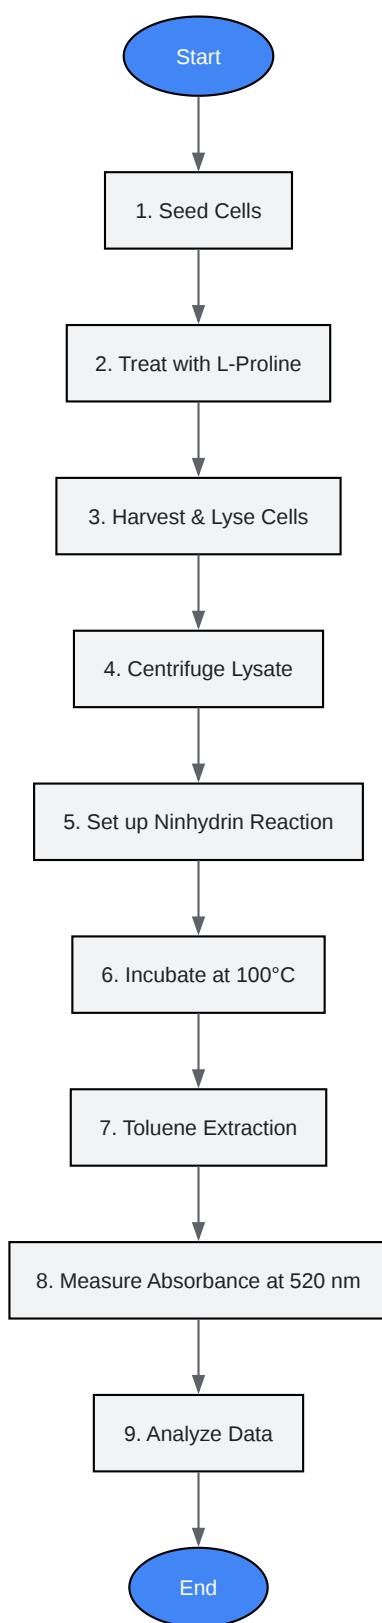 Start
1. Seed Cells
2. Treat with L-Proline
3. Harvest & Lyse Cells
4. Centrifuge Lysate
5. Set up Ninhydrin Reaction
6. Incubate at 100°C
7. Toluene Extraction
8. Measure Absorbance at 520 nm
9. Analyze Data
End